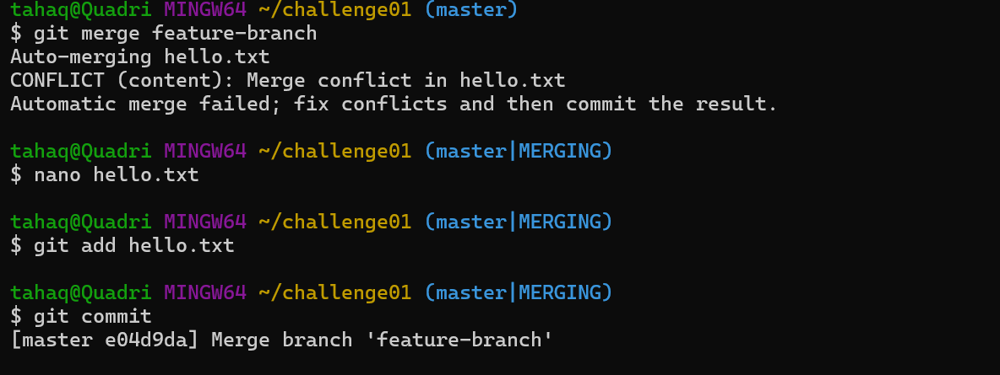 tahaq@Quadri MINGW64 ~/challenge01 (master)
$ git merge feature-branch
Auto-merging hello.txt
CONFLICT (content): Merge conflict in hello.txt
Automatic merge failed; fix conflicts and then commit the result.
tahaq@Quadri MINGW64 ~/challenge01 (master|MERGING)
$ nano hello.txt
tahaq@Quadri MINGW64 ~/challenge01 (master|MERGING)
$ git add hello.txt
tahaq@Quadri MINGW64 ~/challenge01 (master|MERGING)
$ git commit
[master e04d9da] Merge branch 'feature-branch'